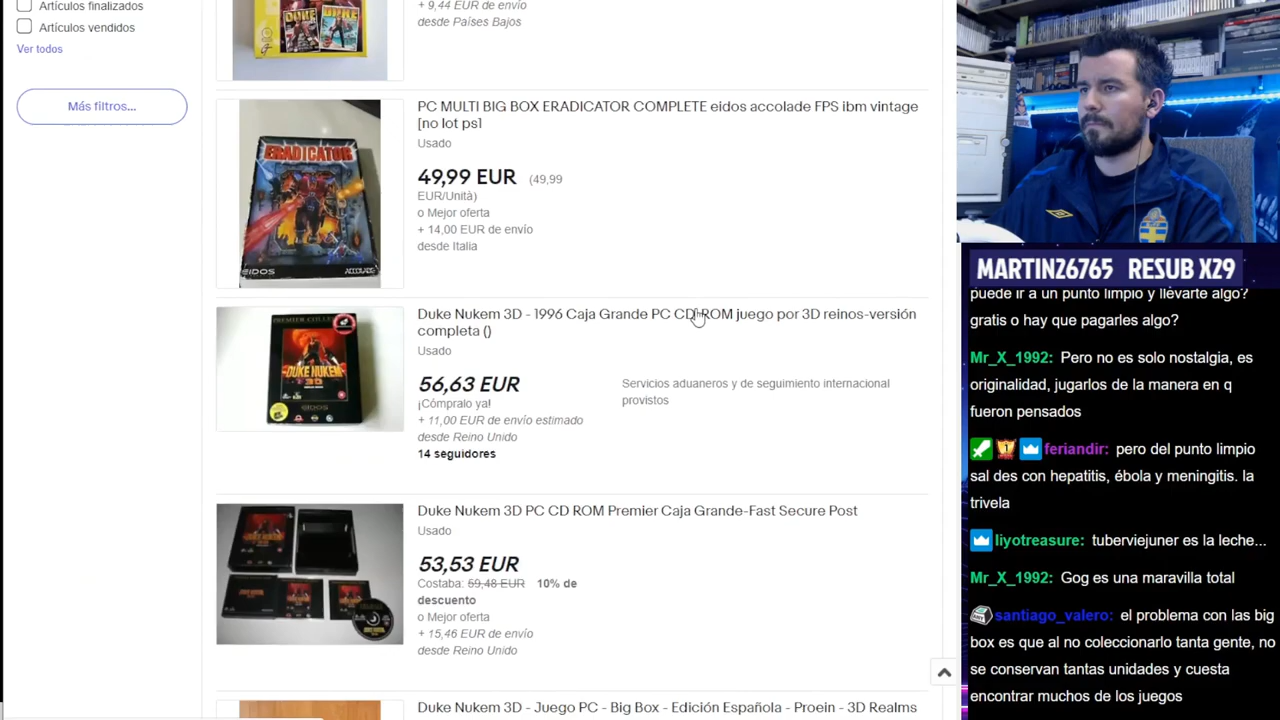 Artículos finalizados
Artículos vendidos
Ver todos
Más filtros...
+ 9,44 EUR de envío
desde Países Bajos
DUKE
DUKE
PC MULTI BIG BOX ERADICATOR COMPLETE eidos accolade FPS ibm vintage
[no lot ps]
Usado
49,99 EUR (49,99
EUR/Unità)
o Mejor oferta
+ 14,00 EUR de envío
desde Italia
ERADICATOR
EIDOS
ACCOLADE
Duke Nukem 3D - 1996 Caja Grande PC CD ROM juego por 3D reinos-versión
completa ()
Usado
56,63 EUR
¡Cómpralo ya!
+ 11,00 EUR de envío estimado
desde Reino Unido
14 seguidores
Servicios aduaneros y de seguimiento internacional
provistos
DUKE NUKEM
3D
EIDOS
Duke Nukem 3D PC CD ROM Premier Caja Grande-Fast Secure Post
Usado
53,53 EUR
Costaba: 59,48 EUR 10% de
descuento
o Mejor oferta
+ 15,46 EUR de envío
desde Reino Unido
Duke Nukem 3D - Juego PC - Big Box - Edición Española - Proein - 3D Realms
MARTIN26765 RESUB X29
puede ir a un punto limpio y llevarte algo?
gratis o hay que pagarles algo?
Mr_X_1992: Pero no es solo nostalgia, es
originalidad, jugarlos de la manera en q
fueron pensados
feriandir: pero del punto limpio
sal des con hepatitis, ébola y meningitis. la
trivela
liyotreasure: tuberviejuner es la leche...
Mr_X_1992: Gog es una maravilla total
santiago_valero: el problema con las big
box es que al no coleccionarlo tanta gente, no
se conservan tantas unidades y cuesta
encontrar muchos de los juegos